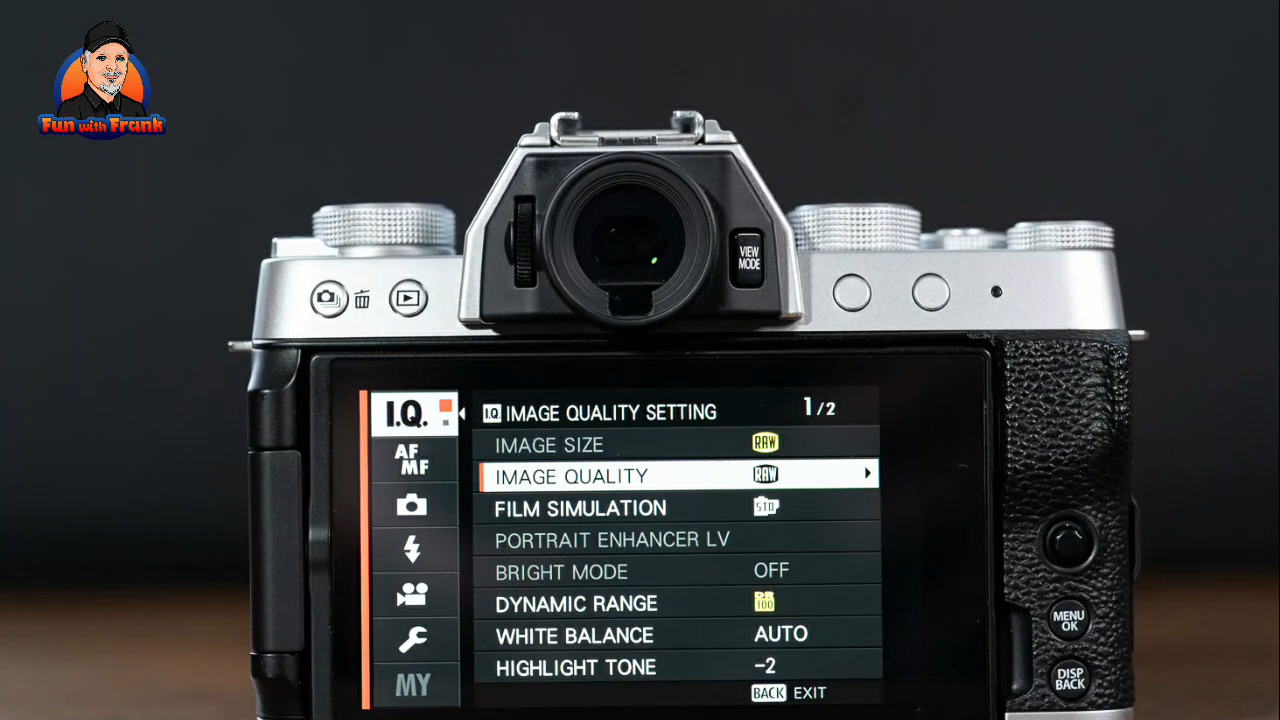 Fun with Frank
VIEW
MODE
I.Q.
I.Q. IMAGE QUALITY SETTING 1/2
IMAGE SIZE RAW
AF
MF
IMAGE QUALITY RAW
FILM SIMULATION STD
PORTRAIT ENHANCER LV
BRIGHT MODE OFF
DYNAMIC RANGE DR
100
WHITE BALANCE AUTO
HIGHLIGHT TONE -2
MY
BACK EXIT
MENU
OK
DISP
BACK